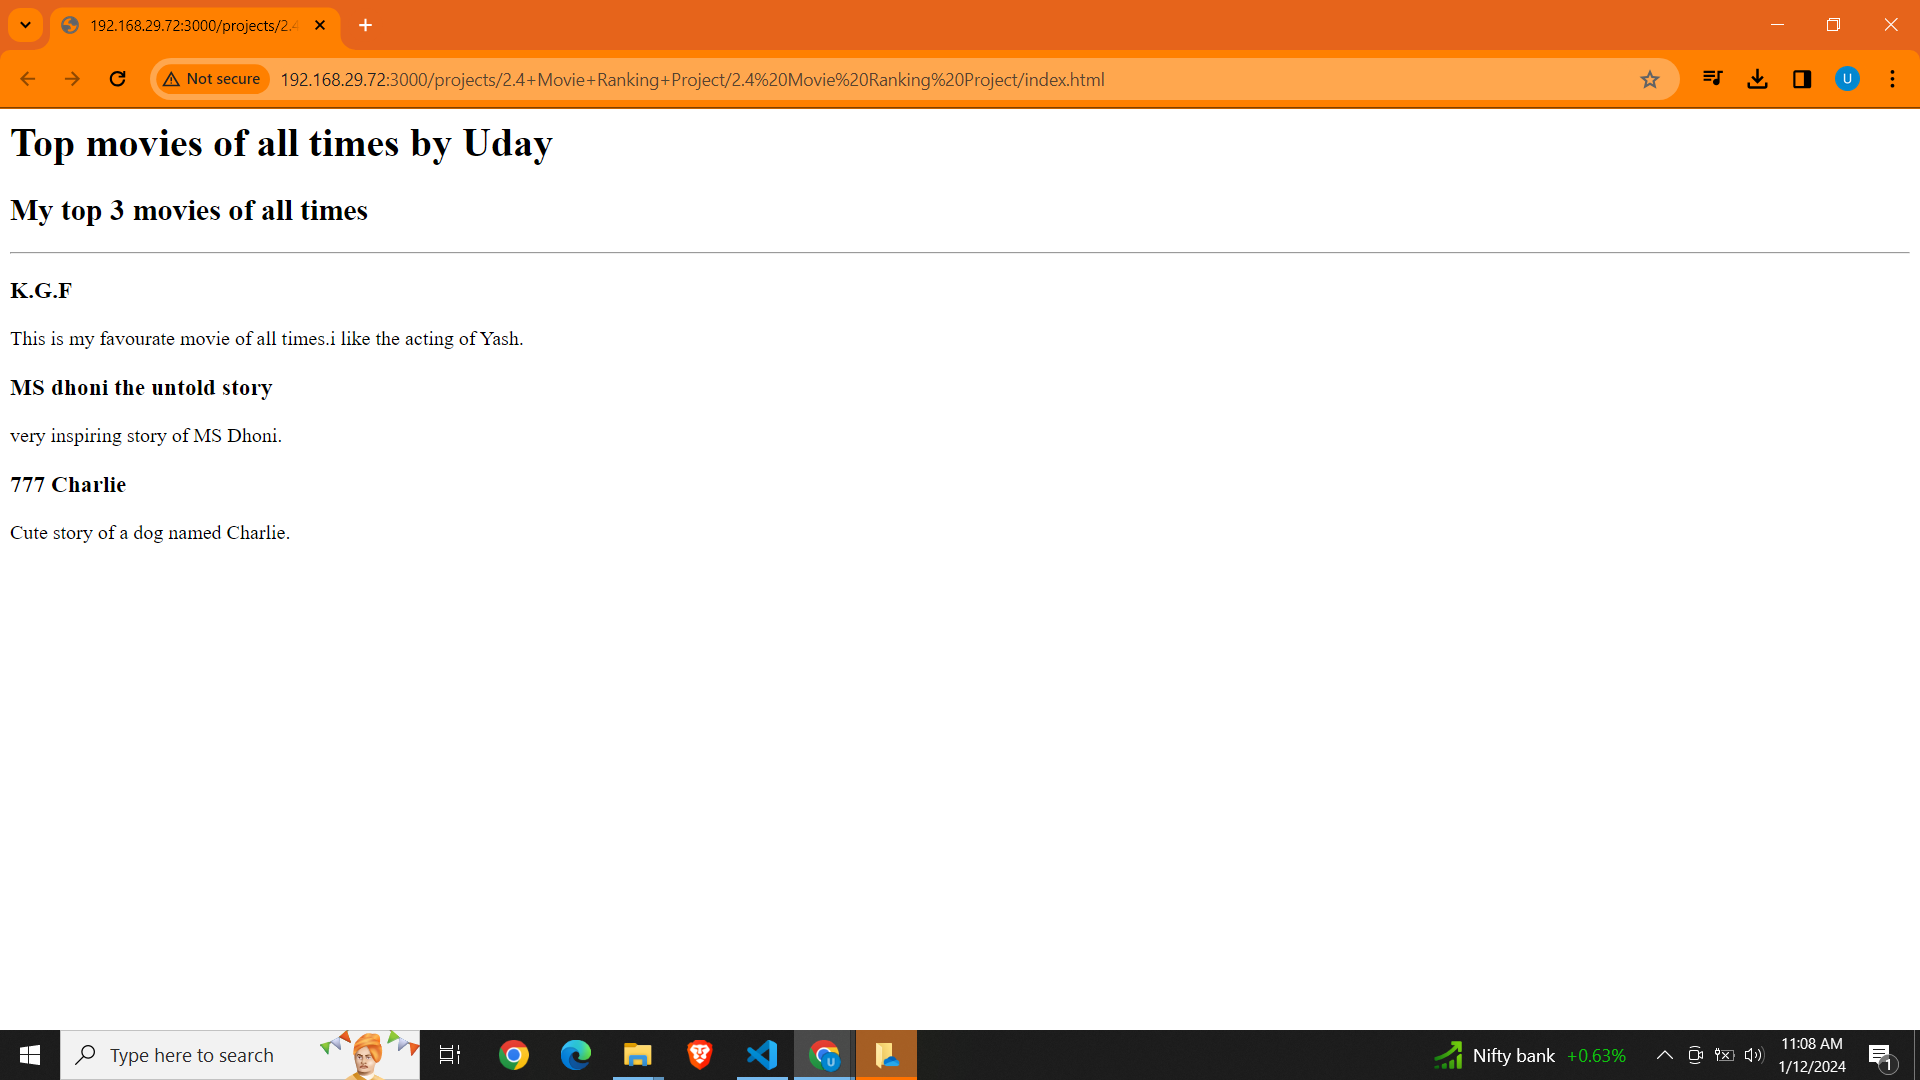 192.168.29.72:3000/projects/2.4
Not secure
192.168.29.72:3000/projects/2.4+Movie+Ranking+Project/2.4%20Movie%20Ranking%20Project/index.html
U
Top movies of all times by Uday
My top 3 movies of all times
K.G.F
This is my favourate movie of all times.i like the acting of Yash.
MS dhoni the untold story
very inspiring story of MS Dhoni.
777 Charlie
Cute story of a dog named Charlie.
Type here to search
U
Nifty bank +0.63%
11:08 AM
1/12/2024
1